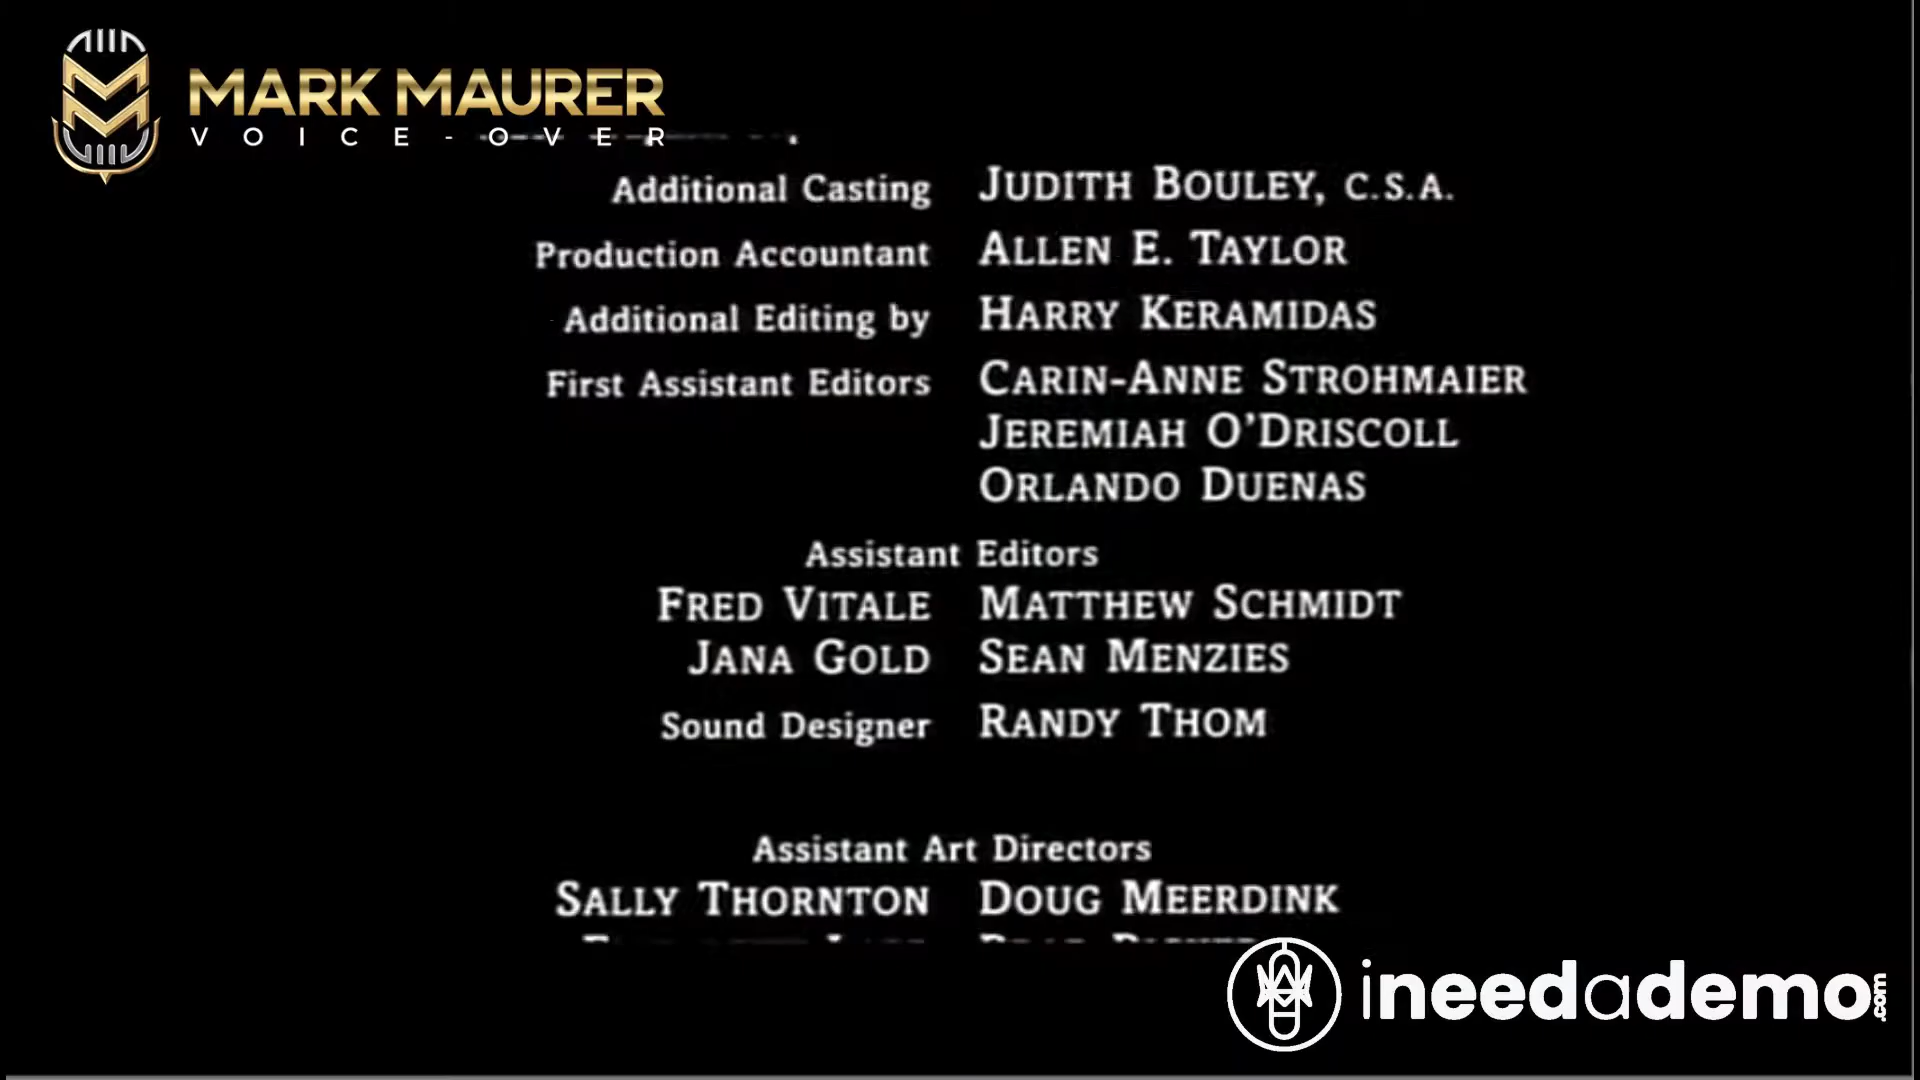 MARK MAURER
VOICE-OVER
Additional Casting JUDITH BOULEY, C.S.A.
Production Accountant ALLEN E. TAYLOR
Additional Editing by HARRY KERAMIDAS
First Assistant Editors CARIN-ANNE STROHMAIER
JEREMIAH O'DRISCOLL
ORLANDO DUENAS
Assistant Editors
FRED VITALE MATTHEW SCHMIDT
JANA GOLD SEAN MENZIES
Sound Designer RANDY THOM
Assistant Art Directors
SALLY THORNTON DOUG MEERDINK
ineedademo.com